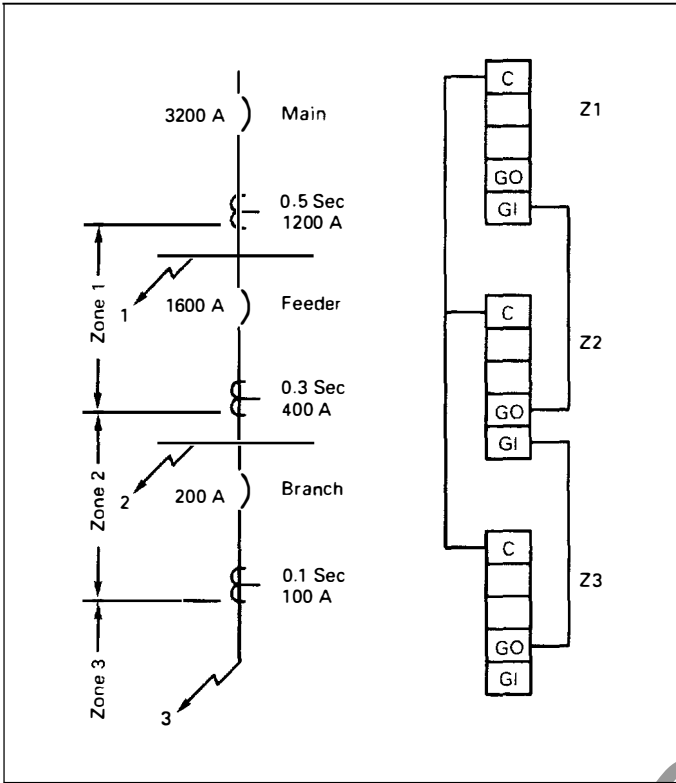 3200 A
Main
0.5 Sec
1200 A
Zone 1
1
1600 A
Feeder
0.3 Sec
400 A
Zone 2
2
200 A
Branch
0.1 Sec
100 A
Zone 3
3
C
Z1
GO
GI
C
Z2
GO
GI
C
Z3
GO
GI